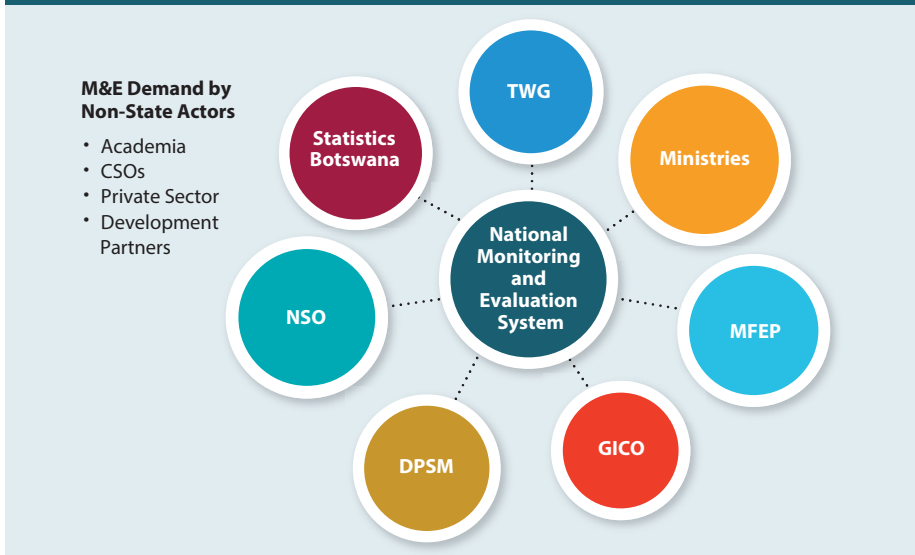 M&E Demand by
Non-State Actors
• Academia
• CSOs
• Private Sector
• Development
Partners
TWG
Statistics
Botswana
Ministries
National
Monitoring
and
Evaluation
System
NSO
MFEP
DPSM
GICO